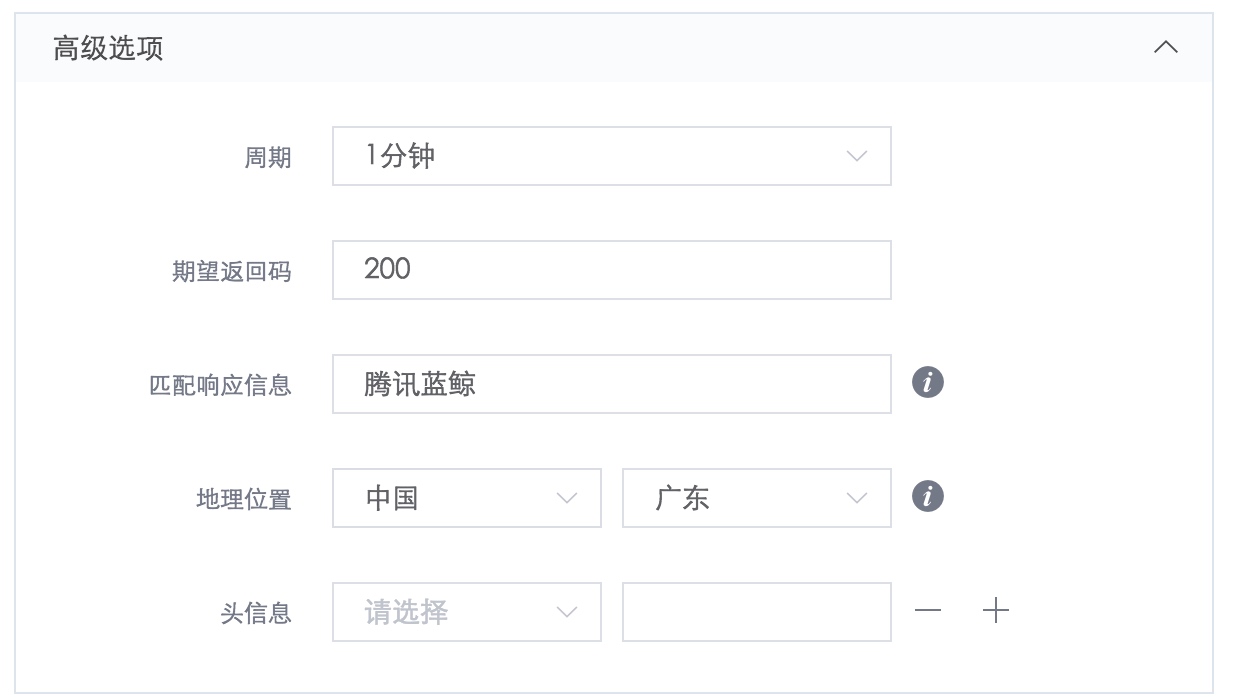 高级选项
周期 1分钟
期望返回码 200
匹配响应信息 腾讯蓝鲸
地理位置 中国 广东
头信息 请选择